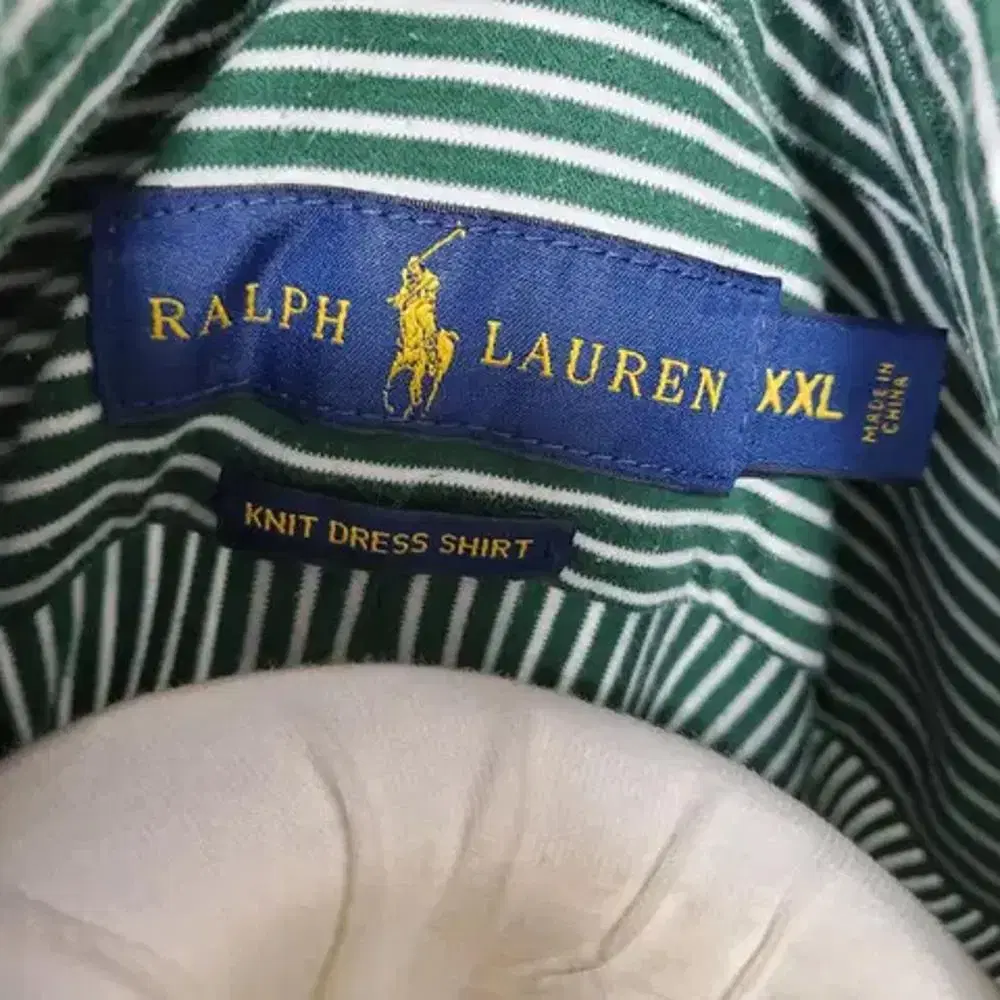 RALPH LAUREN
XXL
MADE IN
CHINA
KNIT DRESS SHIRT